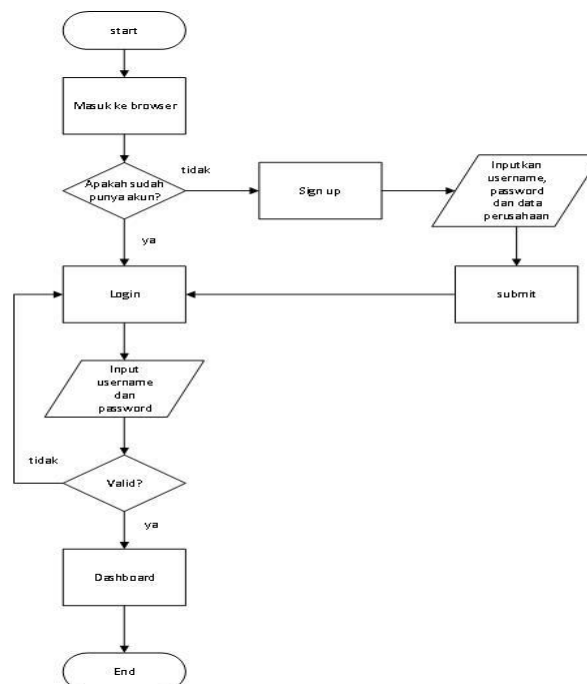 start
Masuk ke browser
Apakah sudah
punya akun?
tidak
Sign up
Inputkan
username,
password
dan data
perusahaan
ya
Login
submit
Input
username
dan
password
tidak
Valid?
ya
Dashboard
End